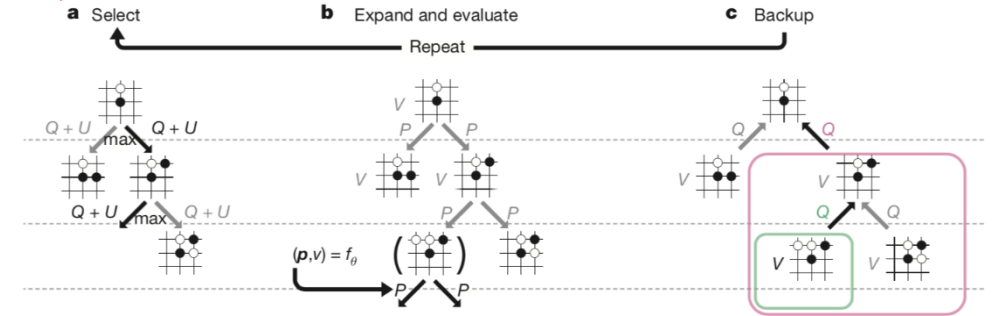 a Select
b Expand and evaluate
c Backup
Repeat
Q + U
max
Q + U
Q + U
max
Q + U
V
P
P
V
V
P
P
(p,v) = fθ
P
P
Q
Q
V
V
Q
Q
V
V